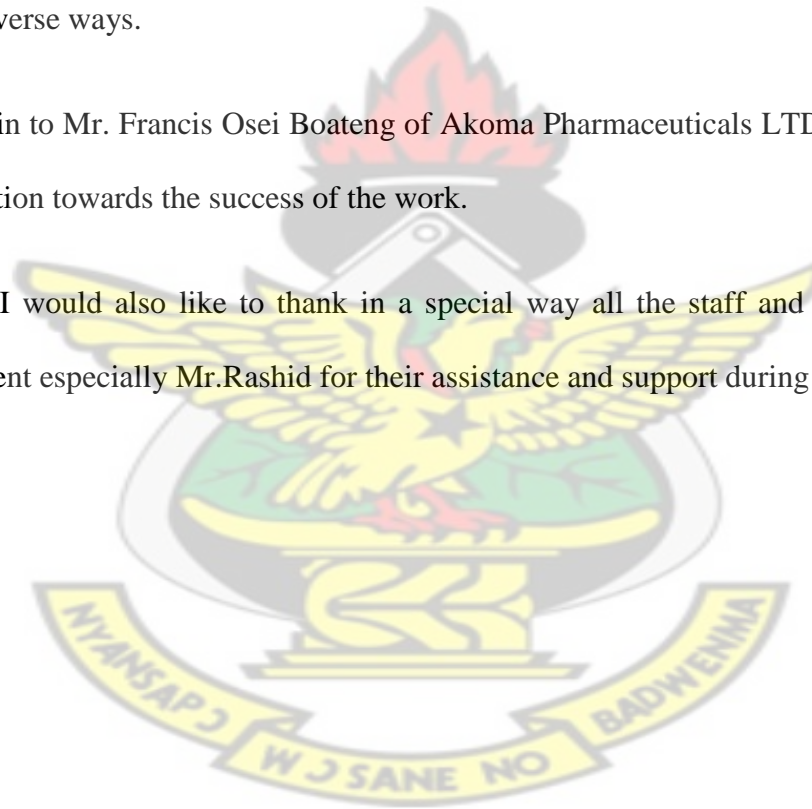 verse ways.
in to Mr. Francis Osei Boateng of Akoma Pharmaceuticals LTD
tion towards the success of the work.
I would also like to thank in a special way all the staff and
ent especially Mr.Rashid for their assistance and support during
NYANSAPƆ
WƆ SANE NO
BADWENMA